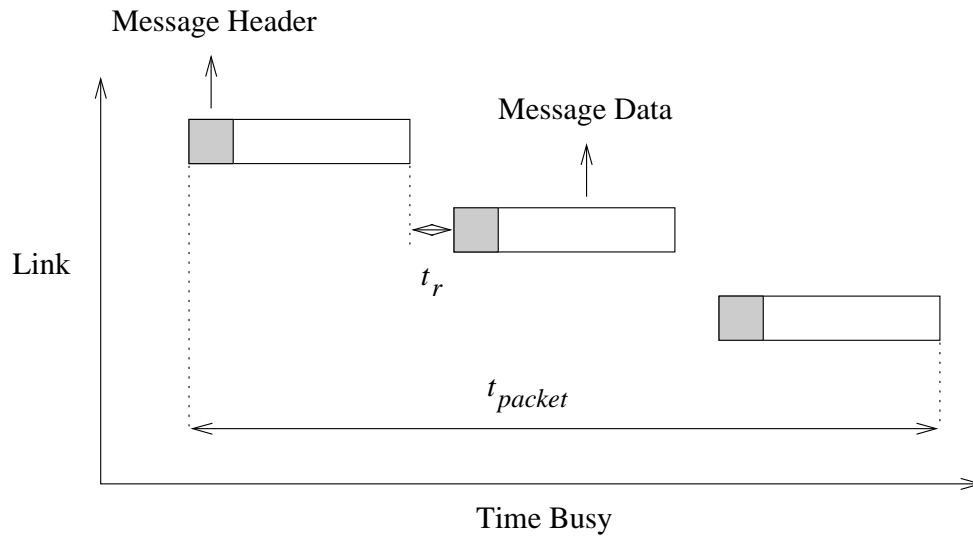 Message Header
Message Data
Link
t_r
t_packet
Time Busy